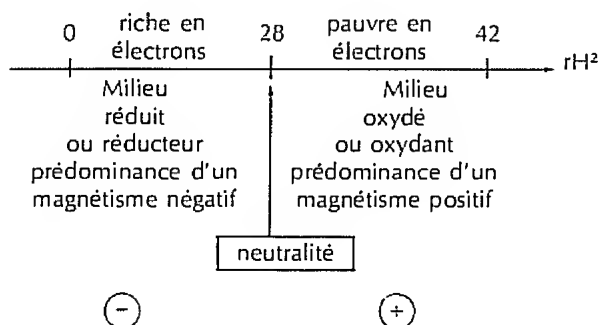 riche en pauvre en
0 électrons 28 électrons 42
rH²
Milieu
réduit
ou réducteur
prédominance d'un
magnétisme négatif
Milieu
oxydé
ou oxydant
prédominance d'un
magnétisme positif
neutralité
− +